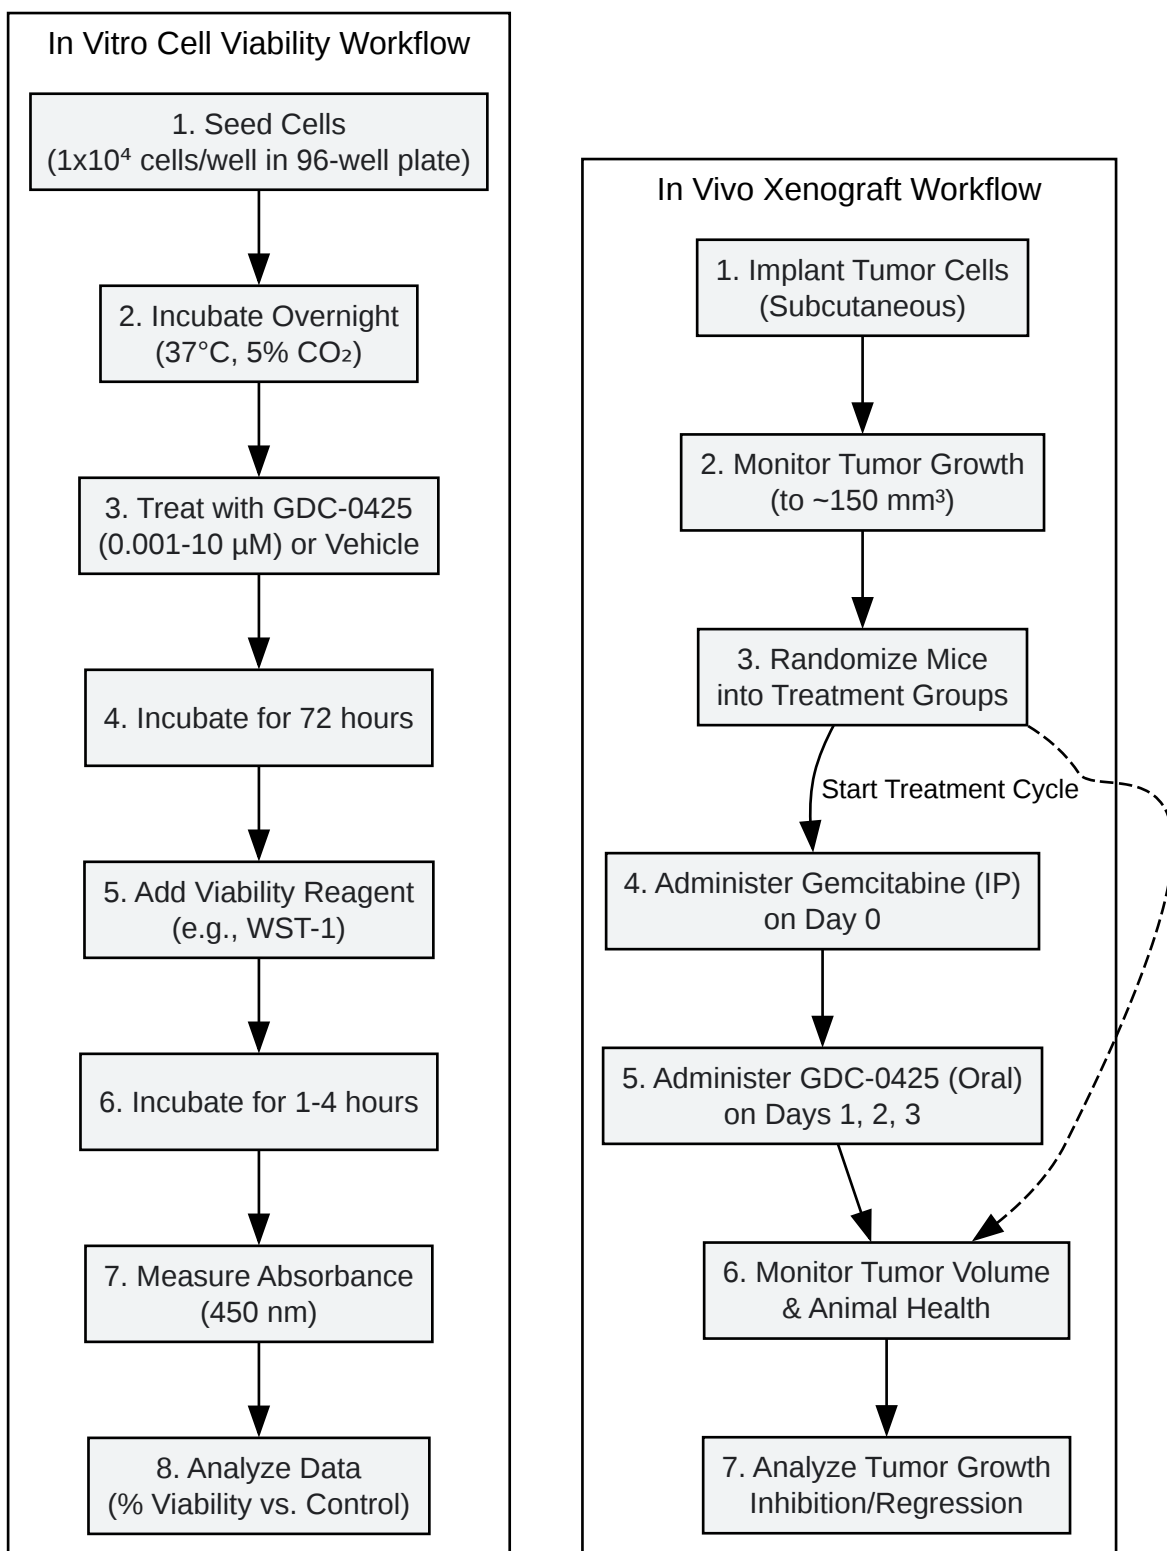 In Vitro Cell Viability Workflow
1. Seed Cells
(1x10⁴ cells/well in 96-well plate)
2. Incubate Overnight
(37°C, 5% CO₂)
3. Treat with GDC-0425
(0.001-10 µM) or Vehicle
4. Incubate for 72 hours
5. Add Viability Reagent
(e.g., WST-1)
6. Incubate for 1-4 hours
7. Measure Absorbance
(450 nm)
8. Analyze Data
(% Viability vs. Control)
In Vivo Xenograft Workflow
1. Implant Tumor Cells
(Subcutaneous)
2. Monitor Tumor Growth
(to ~150 mm³)
3. Randomize Mice
into Treatment Groups
Start Treatment Cycle
4. Administer Gemcitabine (IP)
on Day 0
5. Administer GDC-0425 (Oral)
on Days 1, 2, 3
6. Monitor Tumor Volume
& Animal Health
7. Analyze Tumor Growth
Inhibition/Regression